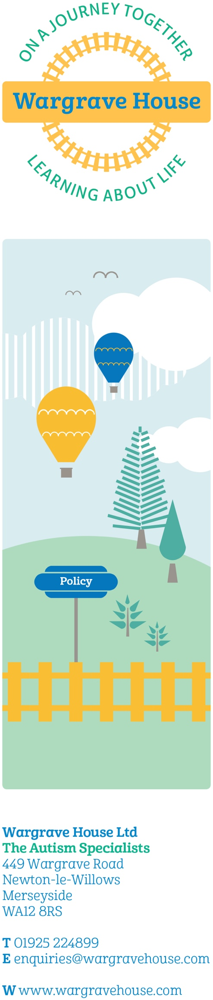 ON A JOURNEY TOGETHER
Wargrave House
LEARNING ABOUT LIFE
Policy
Wargrave House Ltd
The Autism Specialists
449 Wargrave Road
Newton-le-Willows
Merseyside
WA12 8RS
T 01925 224899
E enquiries@wargravehouse.com
W www.wargravehouse.com